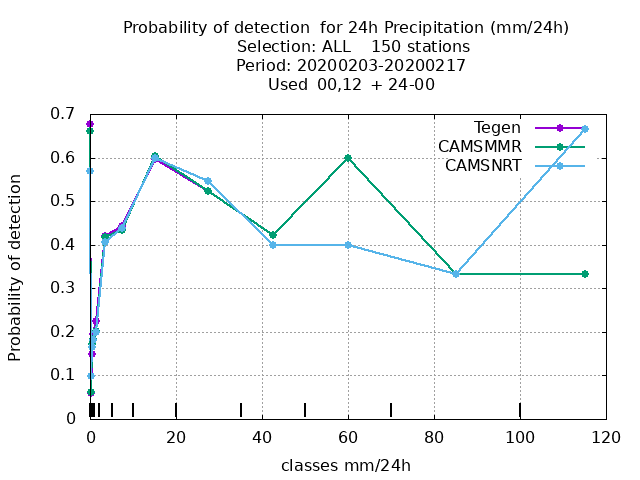 Probability of detection  for 24h Precipitation (mm/24h)
Selection: ALL    150 stations
Period: 20200203-20200217
Used  00,12  + 24-00
Tegen
CAMSMMR
CAMSNRT
Probability of detection
0.7
0.6
0.5
0.4
0.3
0.2
0.1
0
0 20 40 60 80 100 120
classes mm/24h